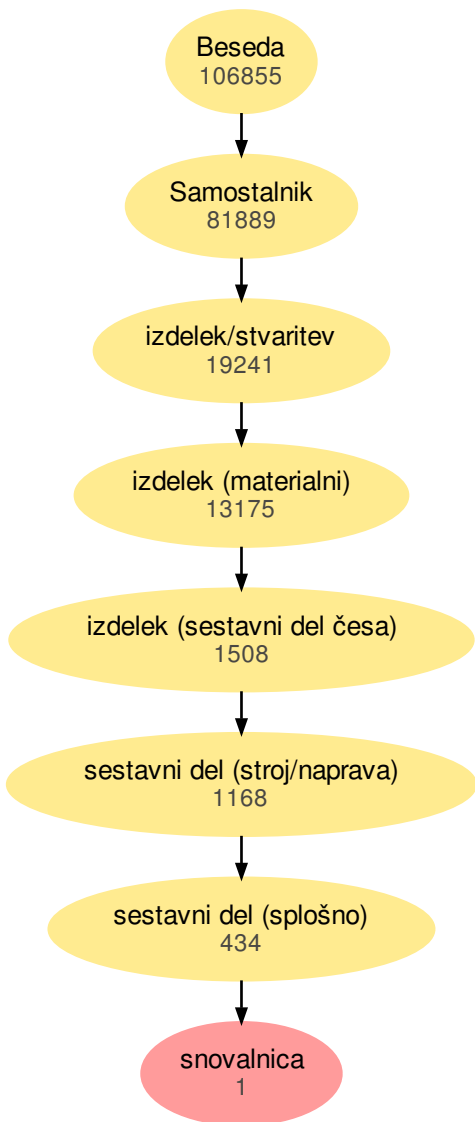 Beseda
106855
Samostalnik
81889
izdelek/stvaritev
19241
izdelek (materialni)
13175
izdelek (sestavni del česa)
1508
sestavni del (stroj/naprava)
1168
sestavni del (splošno)
434
snovalnica
1